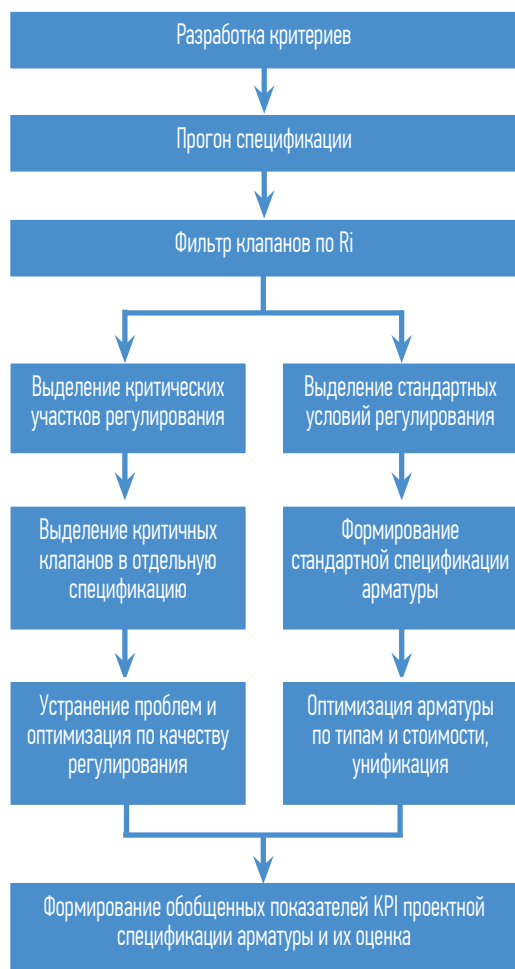 Разработка критериев
Прогон спецификации
Фильтр клапанов по Ri
Выделение критических
участков регулирования
Выделение стандартных
условий регулирования
Выделение критичных
клапанов в отдельную
спецификацию
Формирование
стандартной спецификации
арматуры
Устранение проблем и
оптимизация по качеству
регулирования
Оптимизация арматуры
по типам и стоимости,
унификация
Формирование обобщенных показателей KPI проектной
спецификации арматуры и их оценка